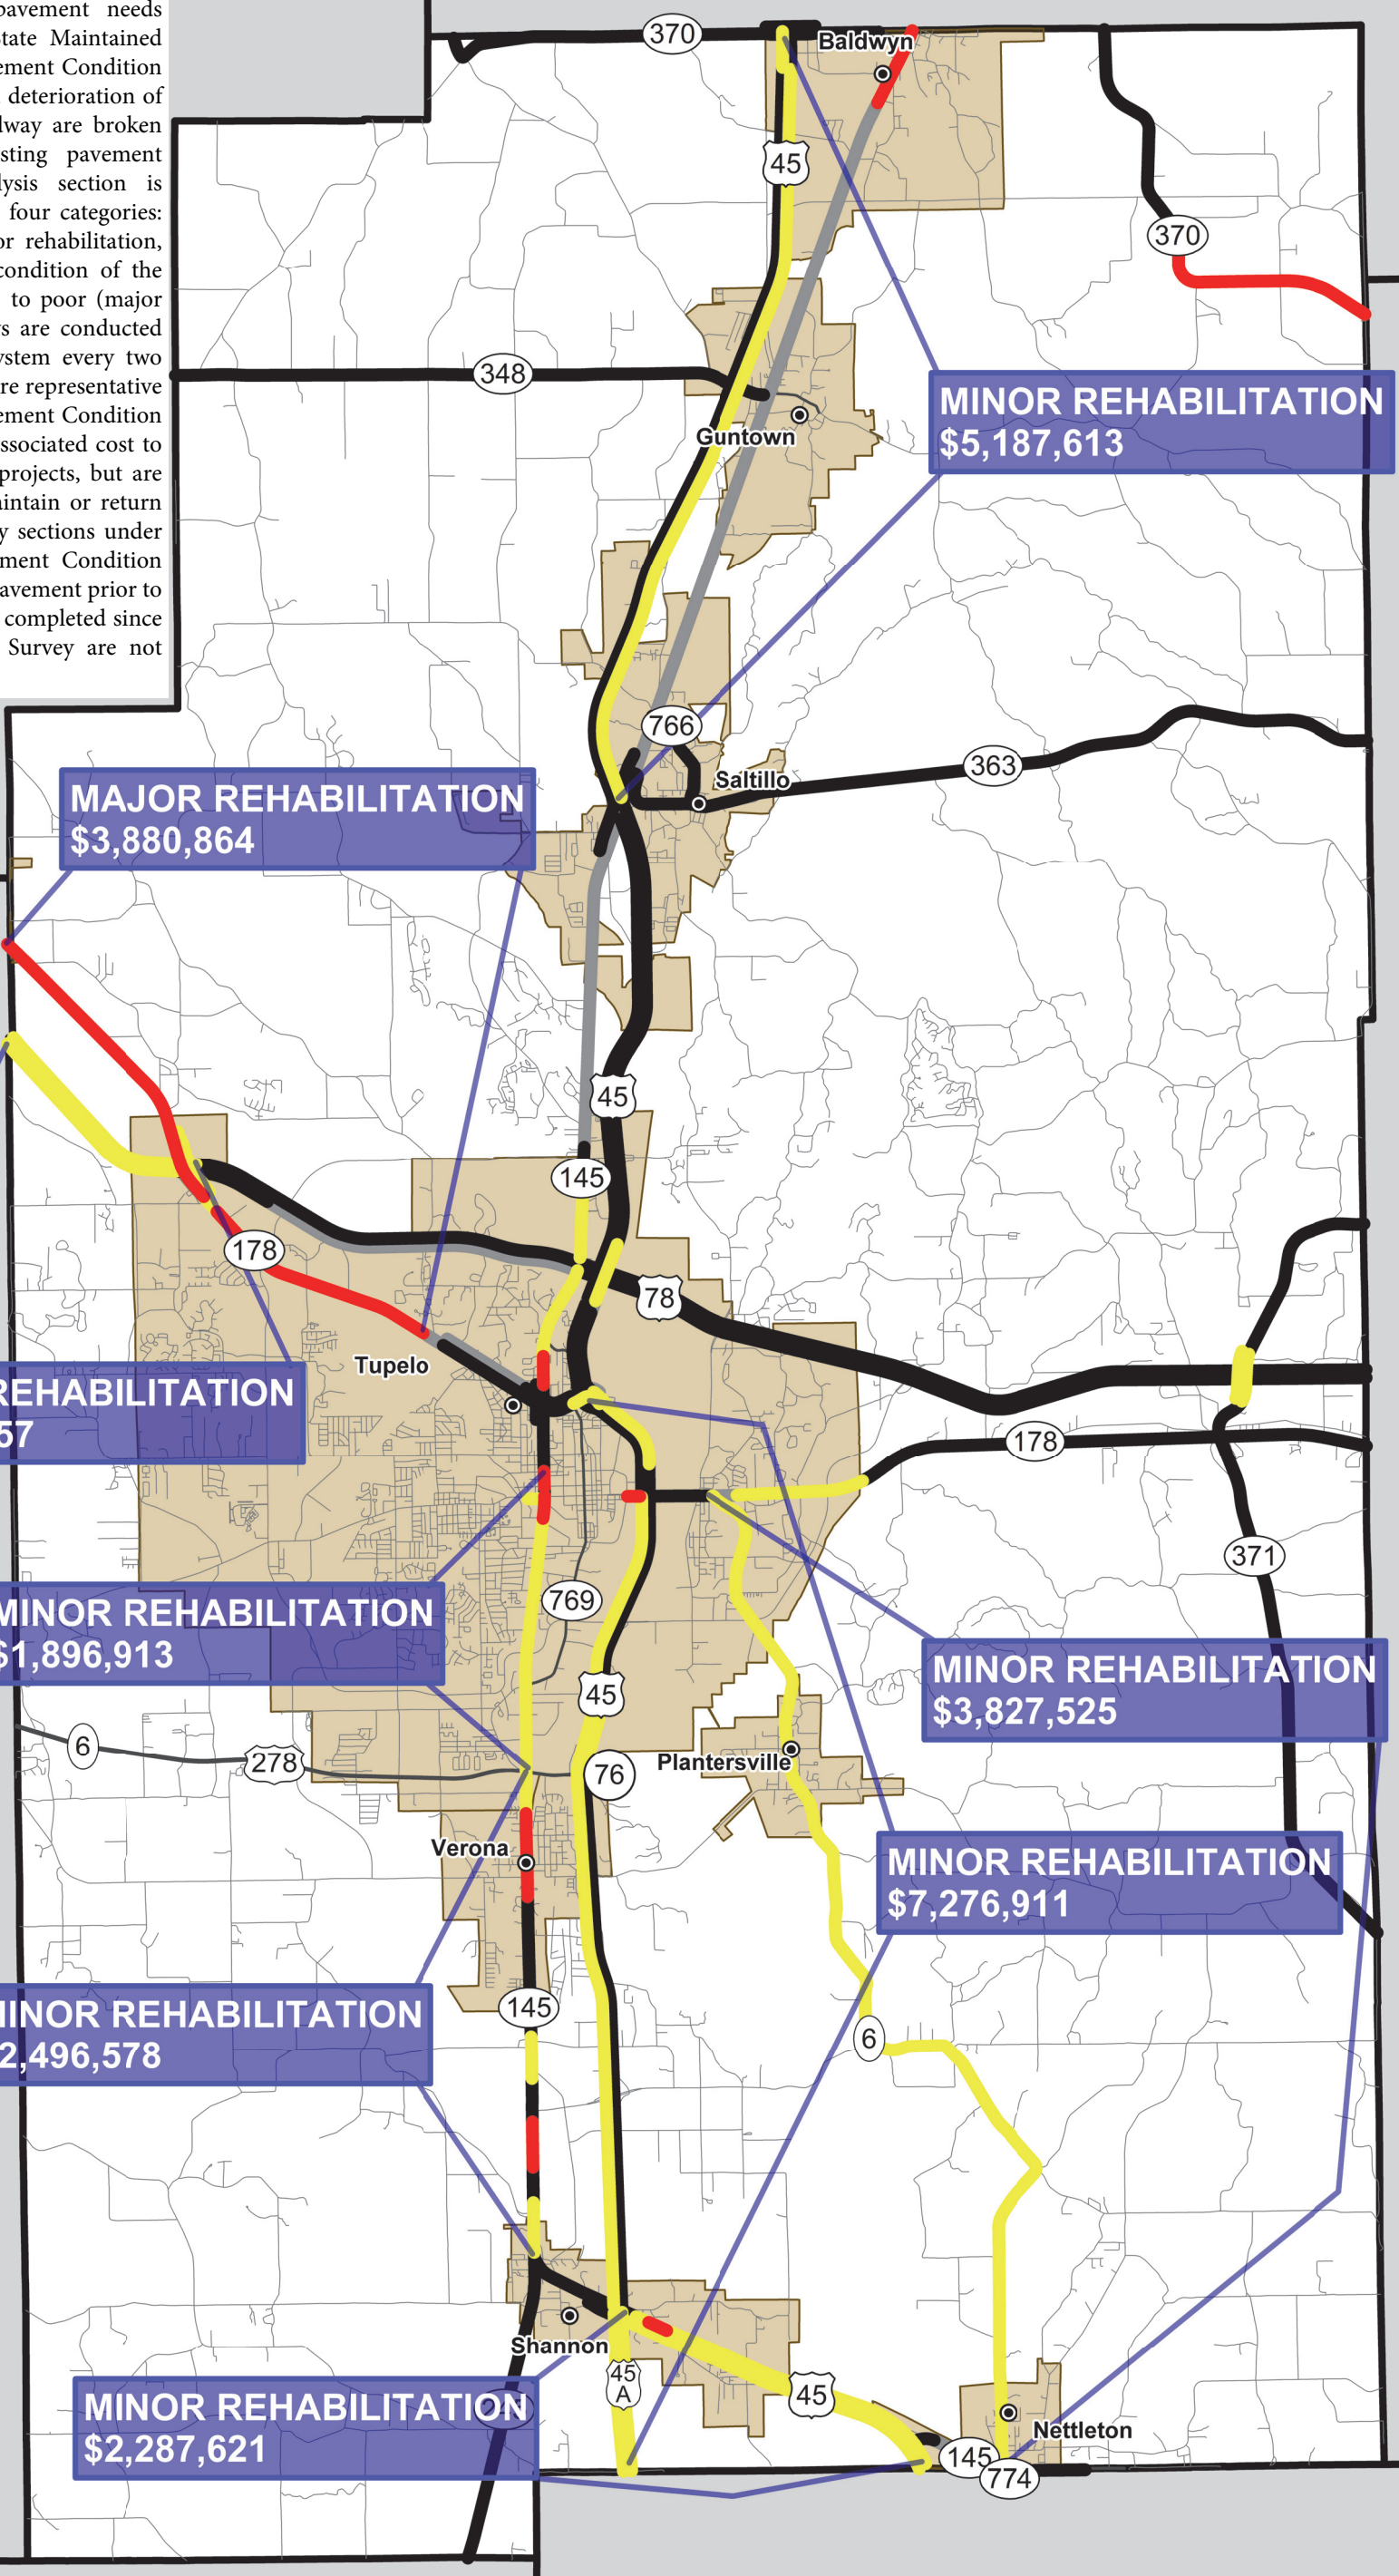 pavement needs
State Maintained
ement Condition
deterioration of
dway are broken
sting pavement
lysis section is
four categories:
or rehabilitation,
condition of the
to poor (major
ys are conducted
ystem every two
re representative
ement Condition
ssociated cost to
projects, but are
aintain or return
y sections under
ment Condition
avement prior to
completed since
Survey are not
370
Baldwyn
45
370
348
Guntown
MINOR REHABILITATION
$5,187,613
766
Saltillo
363
MAJOR REHABILITATION
$3,880,864
45
145
178
78
Tupelo
REHABILITATION
57
178
371
769
MINOR REHABILITATION
$1,896,913
MINOR REHABILITATION
$3,827,525
45
6
278
76
Plantersville
Verona
MINOR REHABILITATION
$7,276,911
145
MINOR REHABILITATION
2,496,578
6
Shannon
45
A
45
MINOR REHABILITATION
$2,287,621
Nettleton
145
774